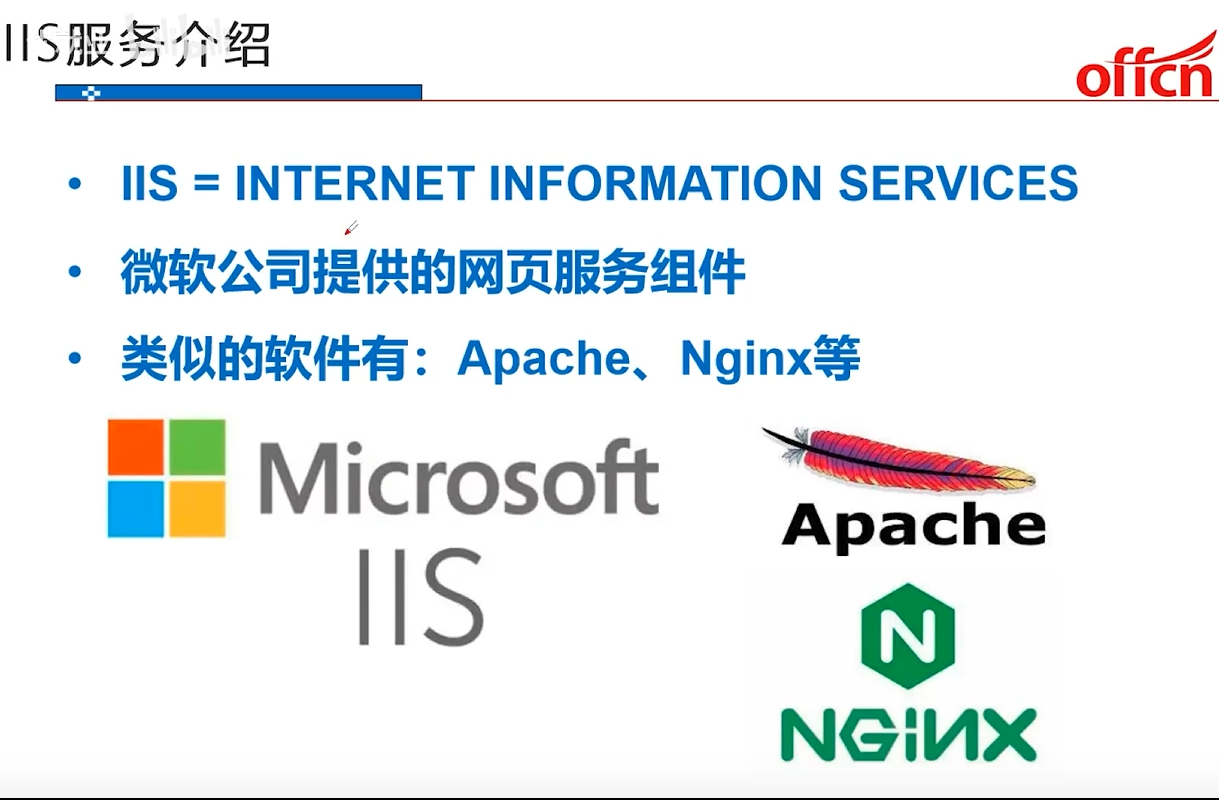 IIS服务介绍
offcn
IIS = INTERNET INFORMATION SERVICES
微软公司提供的网页服务组件
类似的软件有：Apache、Nginx等
Microsoft
IIS
Apache
N
NGiNX